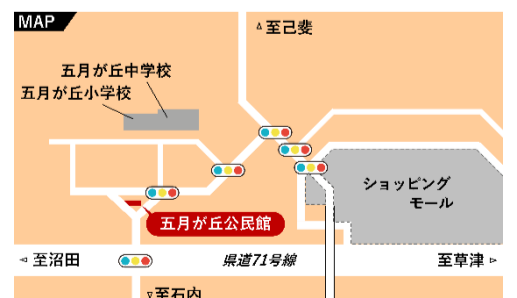 MAP
▵至己斐
五月が丘中学校
五月が丘小学校
ショッピング
モール
五月が丘公民館
◃至沼田
県道71号線
至草津▹
▿至石内